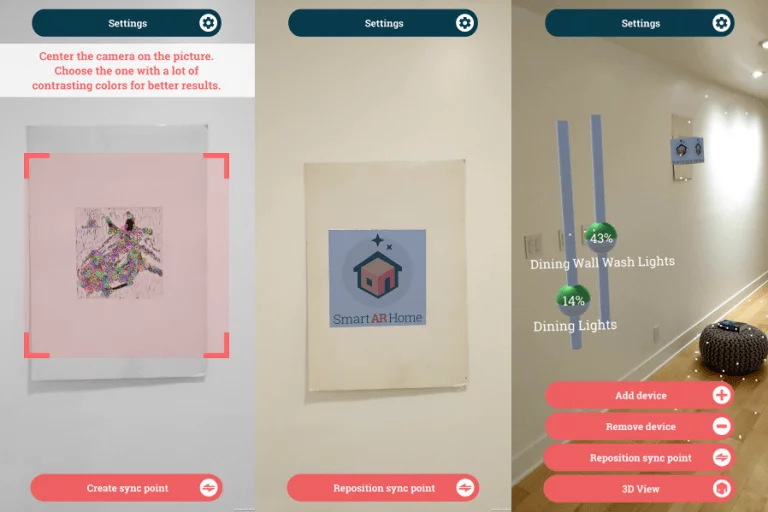 Settings
Center the camera on the picture.
Choose the one with a lot of
contrasting colors for better results.
Create sync point
Settings
SmartARHome
Reposition sync point
Settings
43%
Dining Wall Wash Lights
14%
Dining Lights
Add device
Remove device
Reposition sync point
3D View